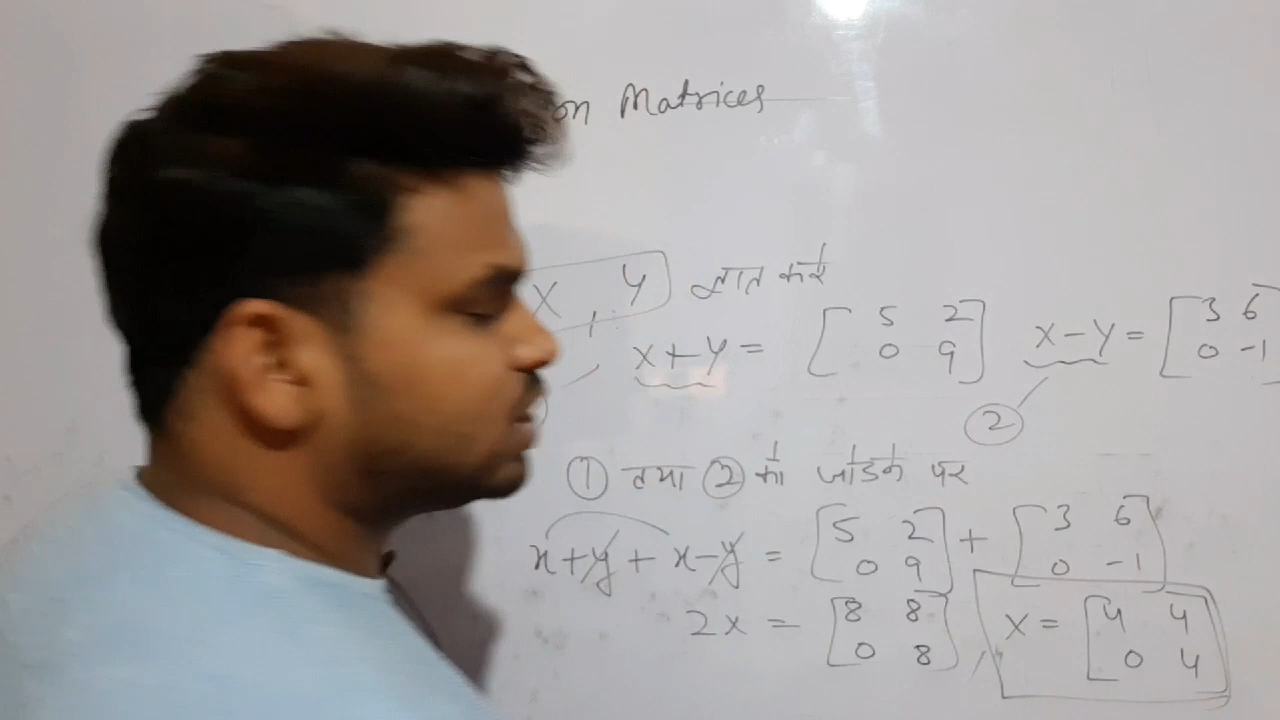 on Matrices
X , Y ज्ञात करें
X + Y = [ 5 2 0 9 ] X - Y = [ 3 6 0 -1 ]
2
1 तथा 2 को जोड़ने पर
x + y + x - y = [ 5 2 0 9 ] + [ 3 6 0 -1 ]
2x = [ 8 8 0 8 ] , X = [ 4 4 0 4 ]